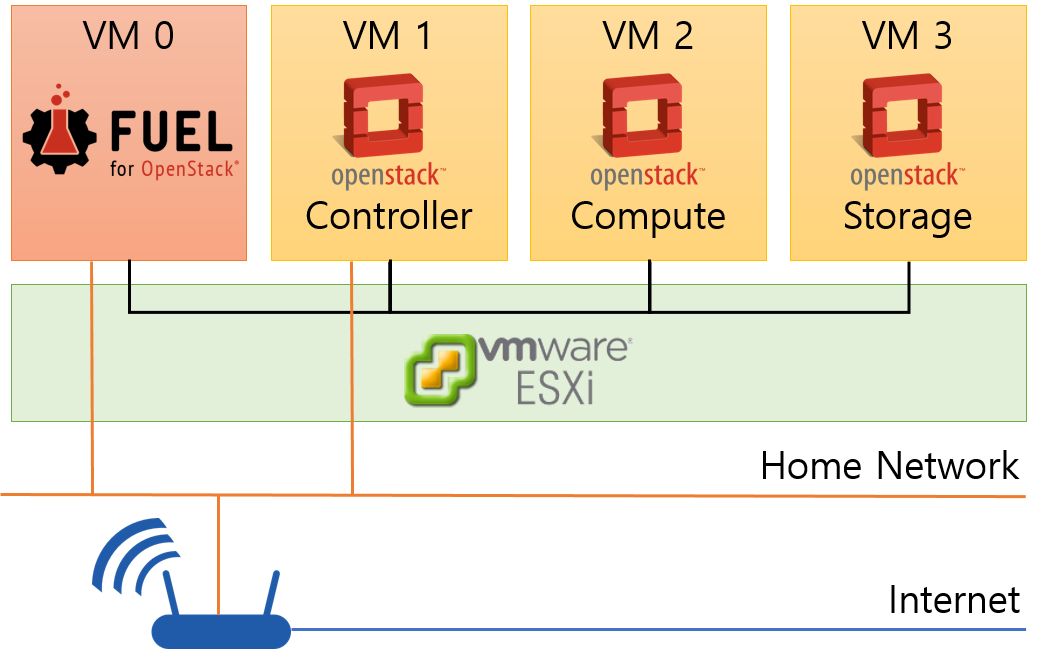 VM 0
VM 1
VM 2
VM 3
FUEL
for OpenStack®
openstack™
openstack™
openstack™
Controller
Compute
Storage
vmware®
ESXi
Home Network
Internet